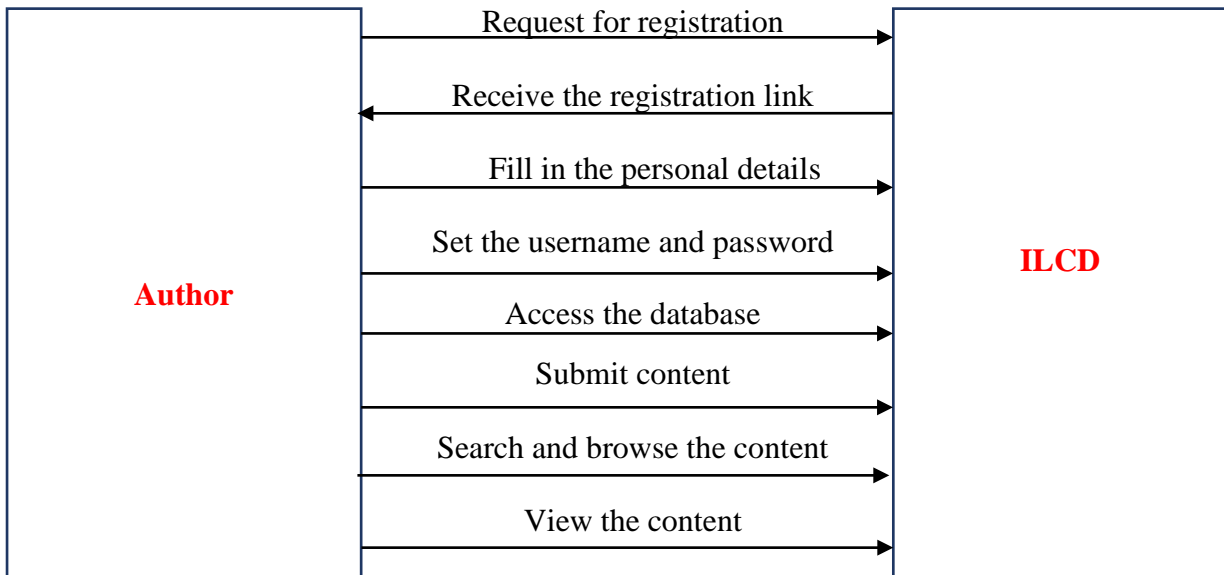 Request for registration
Receive the registration link
Fill in the personal details
Set the username and password
ILCD
Author
Access the database
Submit content
Search and browse the content
View the content